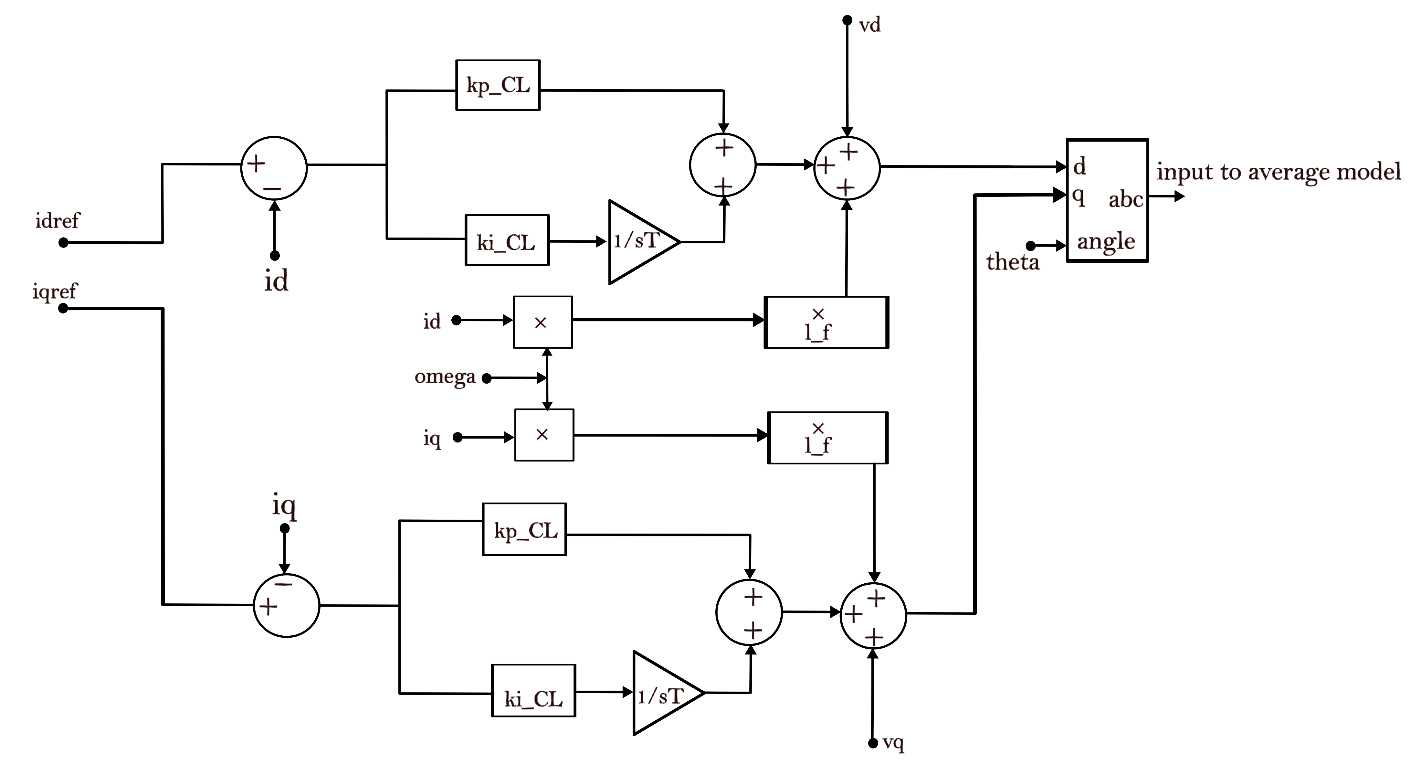 vd
kp_CL
+
+
+
−
+
+
+
+
d
input to average model
q
abc
idref
ki_CL
1/sT
angle
theta
id
iqref
id
×
×
l_f
omega
iq
×
×
l_f
iq
kp_CL
−
+
+
+
+
+
+
ki_CL
1/sT
vq